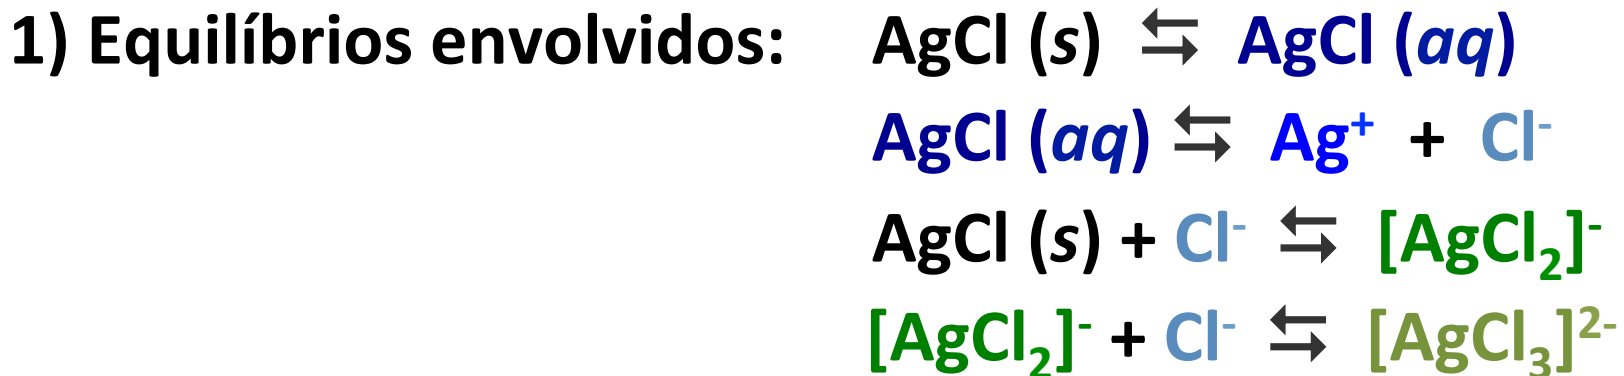 1) Equilíbrios envolvidos: AgCl (s) ⇆ AgCl (aq)
AgCl (aq) ⇆ Ag⁺ + Cl⁻
AgCl (s) + Cl⁻ ⇆ [AgCl₂]⁻
[AgCl₂]⁻ + Cl⁻ ⇆ [AgCl₃]²⁻